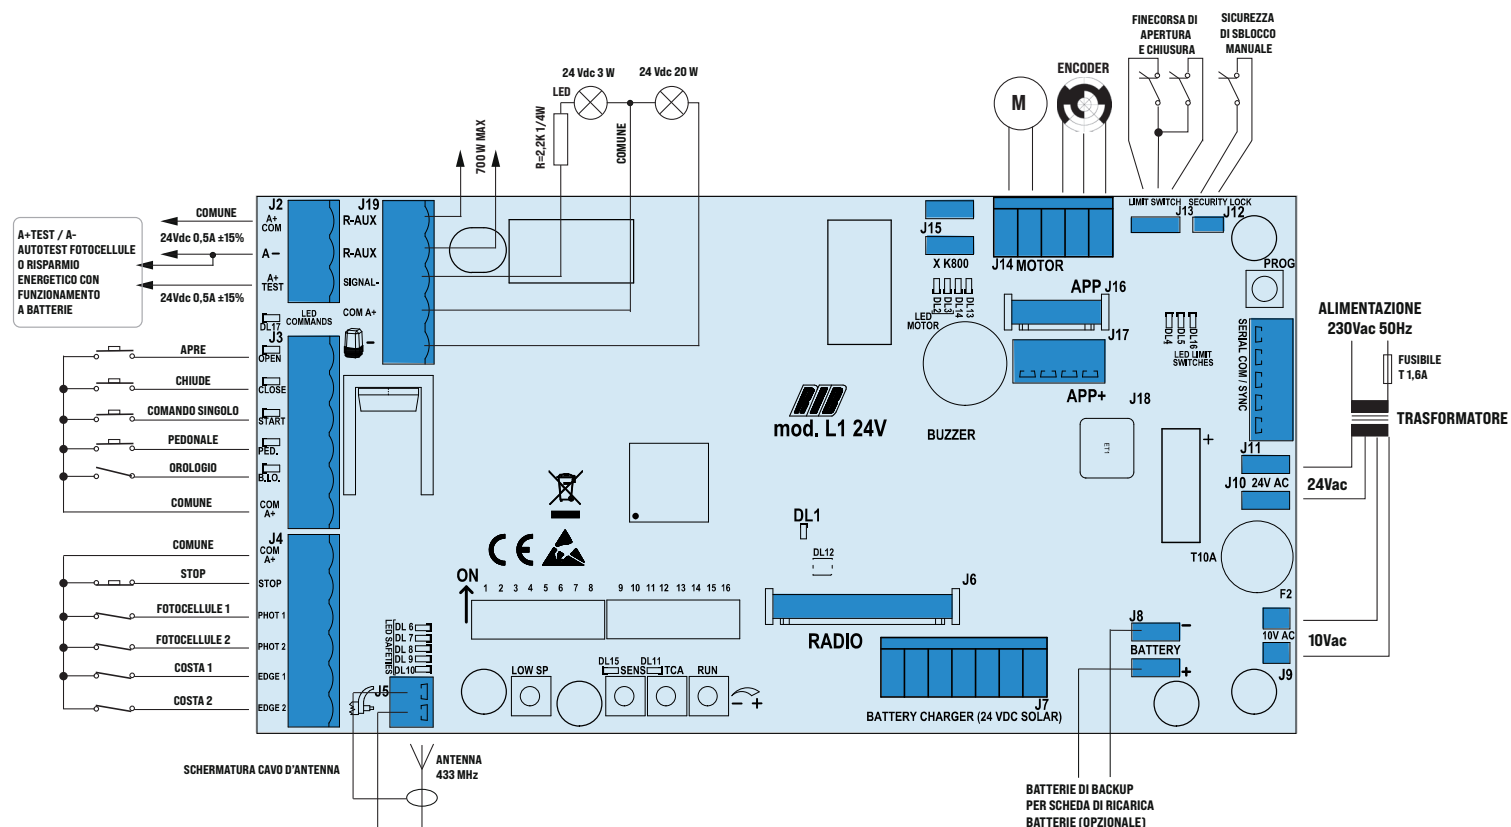 FINECORSA DI
APERTURA
E CHIUSURA
SICUREZZA
DI SBLOCCO
MANUALE
24 Vdc 3 W
24 Vdc 20 W
LED
R=2,2K 1/4W
COMUNE
700 W MAX
M
ENCODER
A+TEST / A-
AUTOTEST FOTOCELLULE
O RISPARMIO
ENERGETICO CON
FUNZIONAMENTO
A BATTERIE
COMUNE
24Vdc 0,5A ±15%
24Vdc 0,5A ±15%
J2
A+
COM
A -
A+
TEST
J19
R-AUX
R-AUX
SIGNAL-
COM A+
-
LED
COMMANDS
DL17
J3
OPEN
CLOSE
START
PED.
B.I.O.
COM
A+
APRE
CHIUDE
COMANDO SINGOLO
PEDONALE
OROLOGIO
COMUNE
J4
COM
A+
STOP
PHOT 1
PHOT 2
EDGE 1
EDGE 2
COMUNE
STOP
FOTOCELLULE 1
FOTOCELLULE 2
COSTA 1
COSTA 2
J15
X K800
DL2
DL3
DL14
DL13
LED
MOTOR
J14 MOTOR
LIMIT SWITCH
J13
SECURITY LOCK
J12
PROG
APP
J16
J17
APP+
J18
DL4
DL5
DL16
LED LIMIT
SWITCHES
SERIAL COM / SYNC
ALIMENTAZIONE
230Vac 50Hz
FUSIBILE
T 1,6A
TRASFORMATORE
mod. L1 24V
BUZZER
ET1
+
J11
J10 24V AC
24Vac
DL1
DL12
T10A
F2
CE
ON
1 2 3 4 5 6 7 8
9 10 11 12 13 14 15 16
J6
RADIO
J8
-
BATTERY
+
10V AC
10Vac
J9
LED SAFETIES
DL 6
DL 7
DL 8
DL 9
DL10
J5
LOW SP
DL15
SENS
DL11
TCA
RUN
- +
J7
BATTERY CHARGER (24 VDC SOLAR)
SCHERMATURA CAVO D'ANTENNA
ANTENNA
433 MHz
BATTERIE DI BACKUP
PER SCHEDA DI RICARICA
BATTERIE (OPZIONALE)